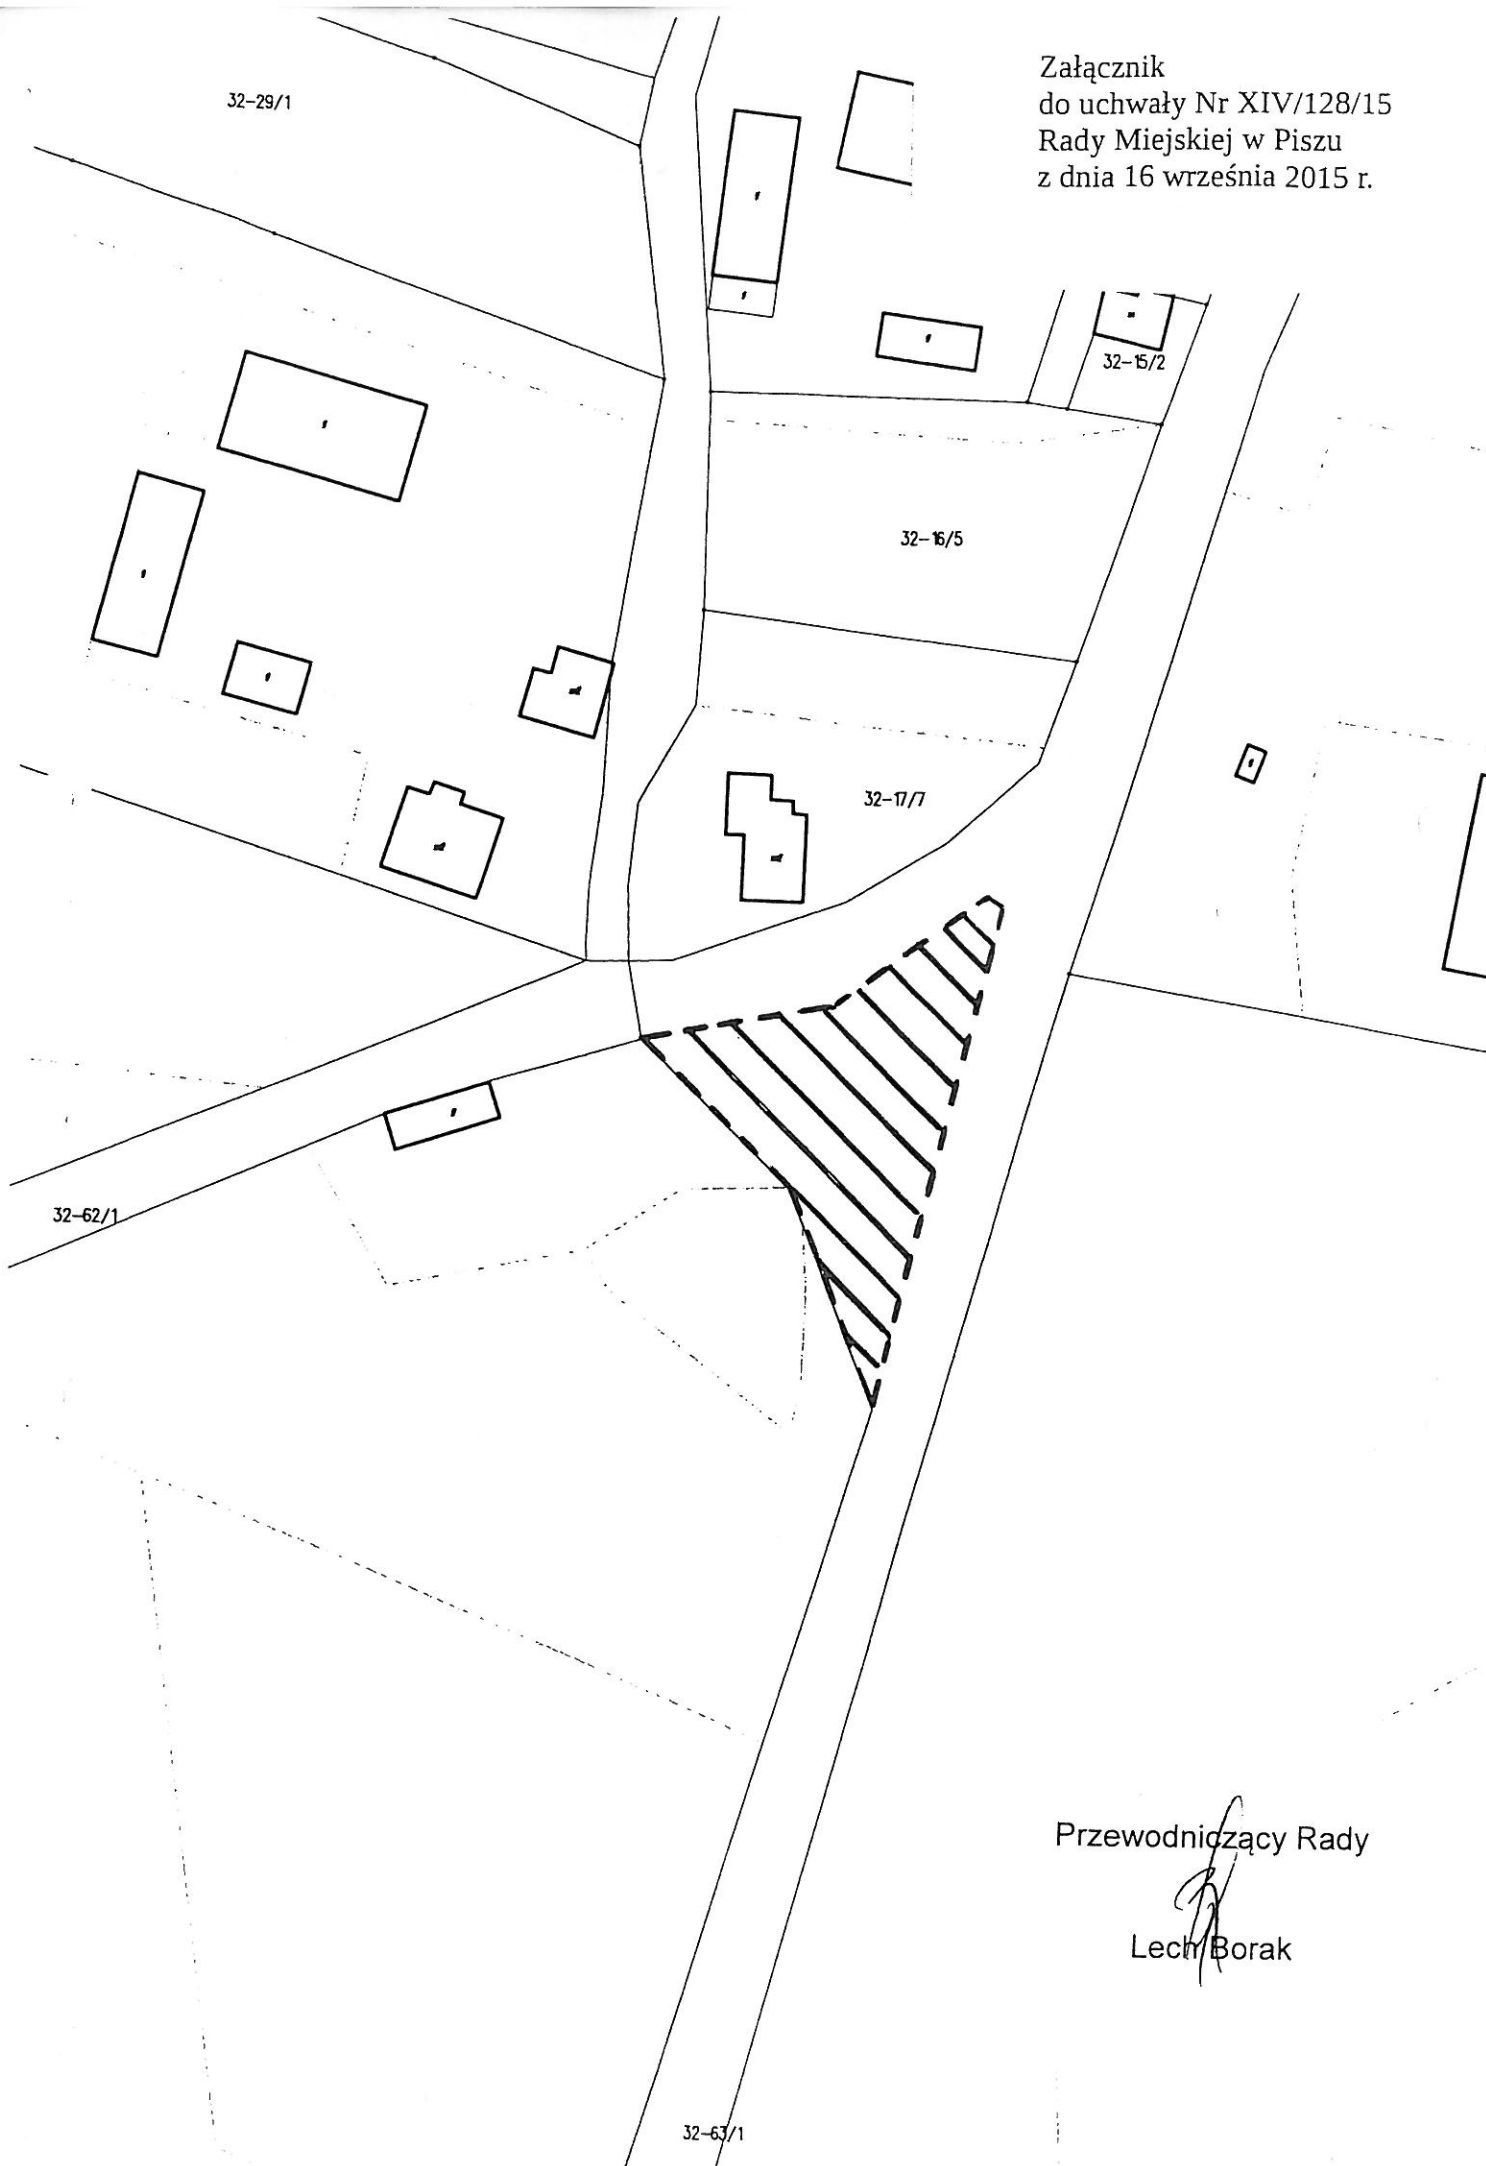 Załącznik
do uchwały Nr XIV/128/15
Rady Miejskiej w Piszu
z dnia 16 września 2015 r.
32-29/1
32-15/2
32-16/5
32-17/7
32-62/1
Przewodniczący Rady
Lech Borak
32-63/1